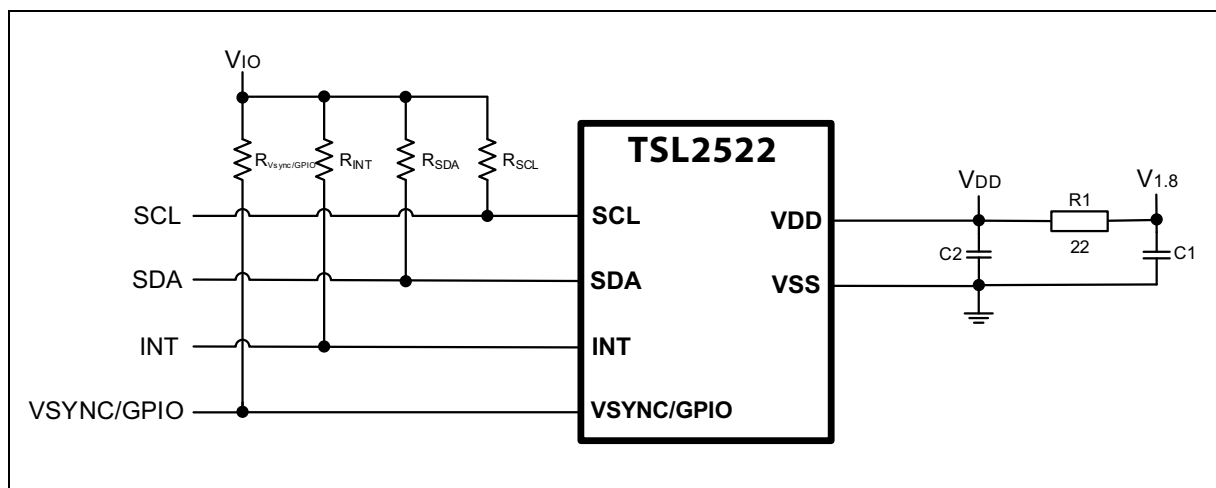 VIO
RVsync/GPIO RINT RSDA RSCL
TSL2522
VDD V1.8
R1
SCL SCL VDD
22
C2 C1
SDA SDA VSS
INT INT
VSYNC/GPIO VSYNC/GPIO